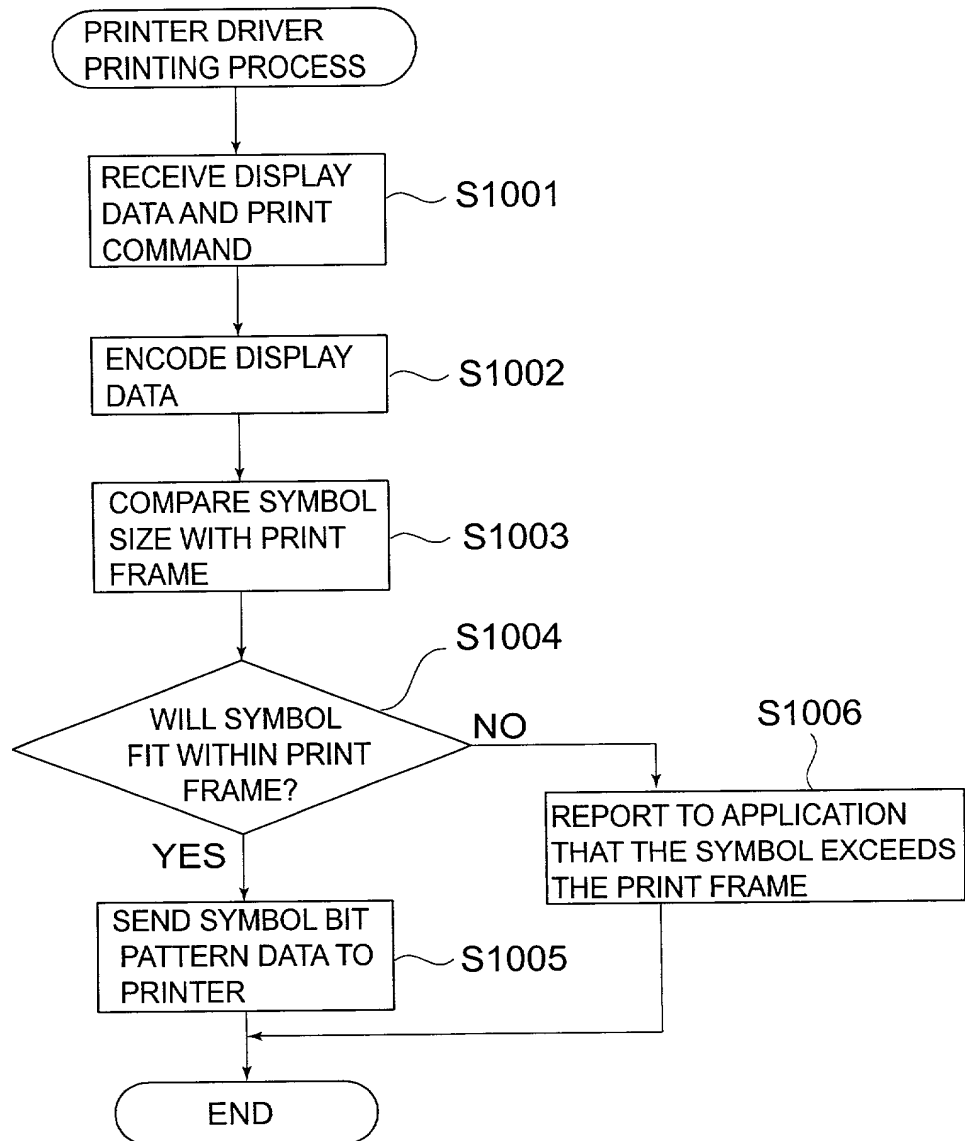 PRINTER DRIVER
PRINTING PROCESS
RECEIVE DISPLAY
DATA AND PRINT
COMMAND
S1001
ENCODE DISPLAY
DATA
S1002
COMPARE SYMBOL
SIZE WITH PRINT
FRAME
S1003
S1004
WILL SYMBOL
FIT WITHIN PRINT
FRAME?
NO
S1006
REPORT TO APPLICATION
THAT THE SYMBOL EXCEEDS
THE PRINT FRAME
YES
SEND SYMBOL BIT
PATTERN DATA TO
PRINTER
S1005
END